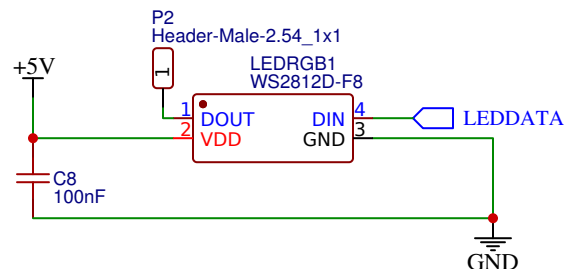 P2
Header-Male-2.54_1x1
1
+5V
LEDRGB1
WS2812D-F8
1 DOUT DIN 4
LEDDATA
2 VDD GND 3
C8
100nF
GND